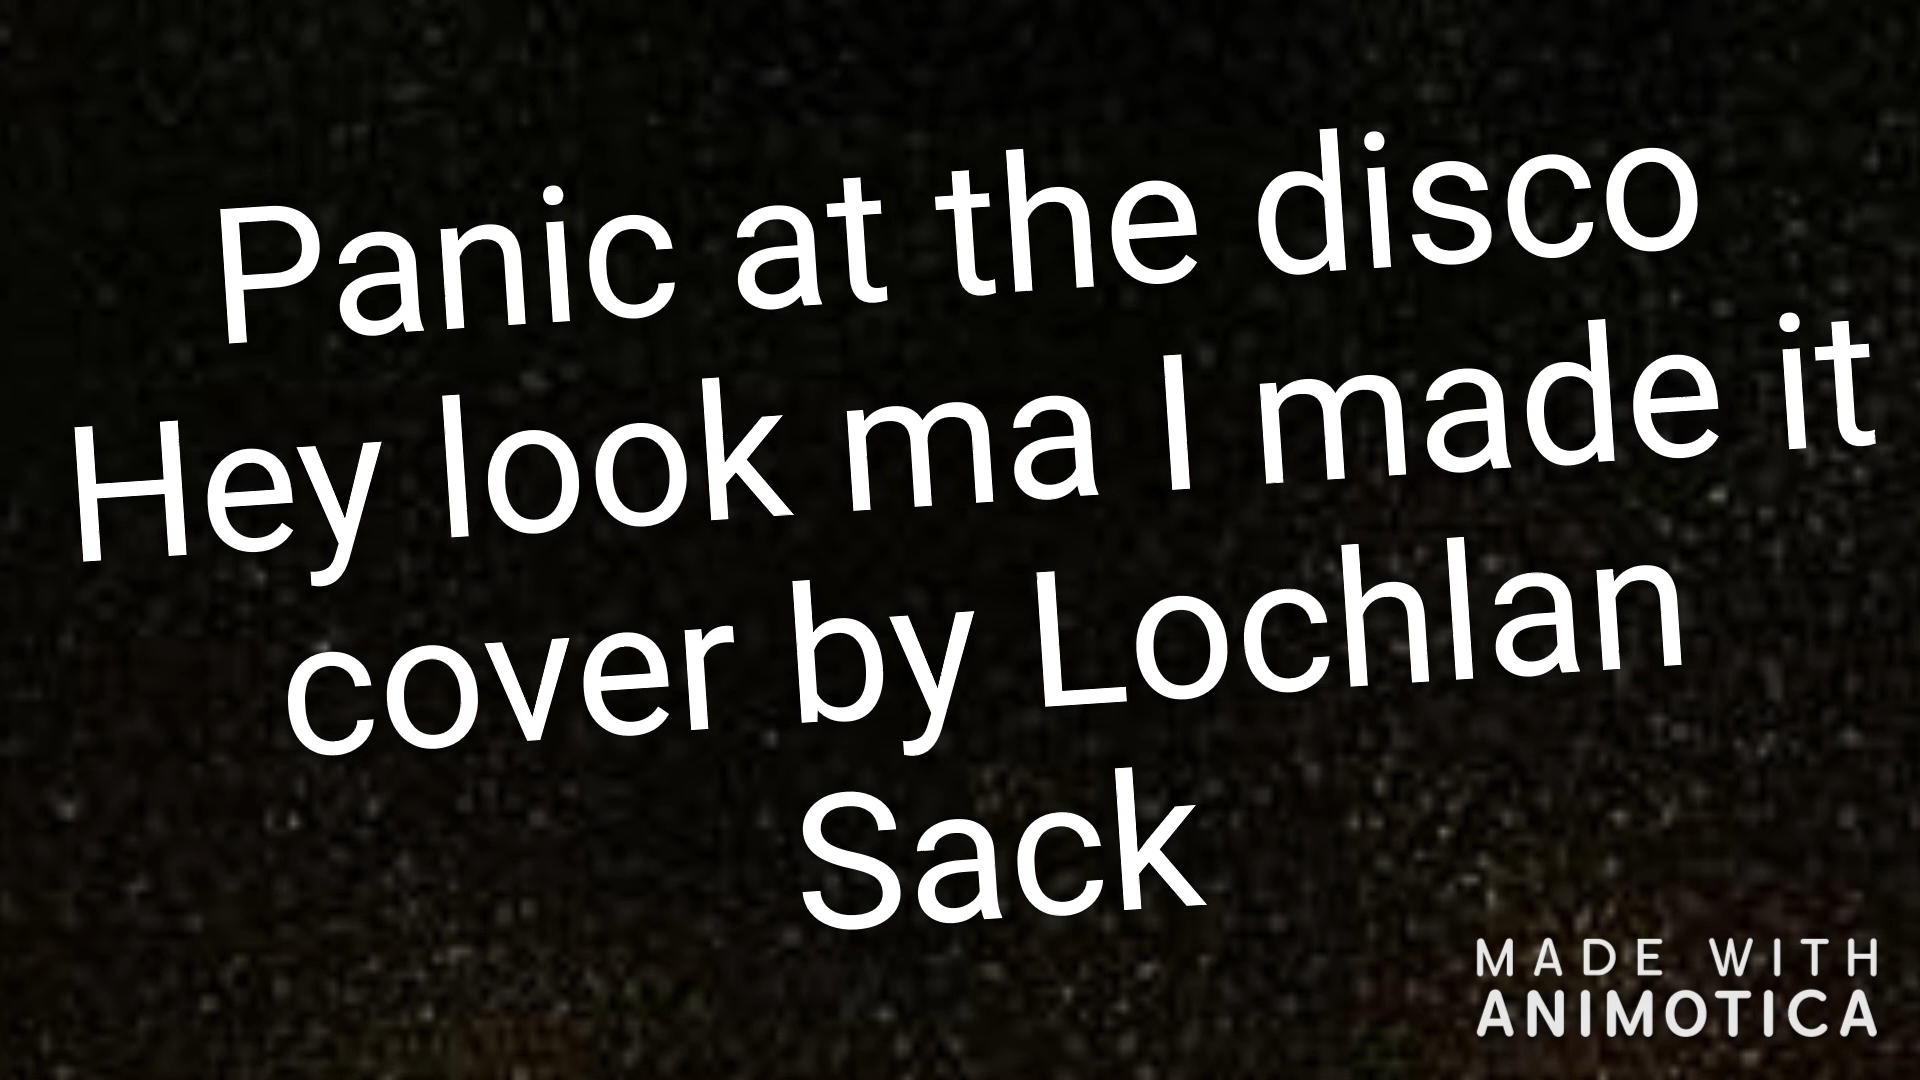 Panic at the disco
Hey look ma I made it
cover by Lochlan
Sack
MADE WITH
ANIMOTICA